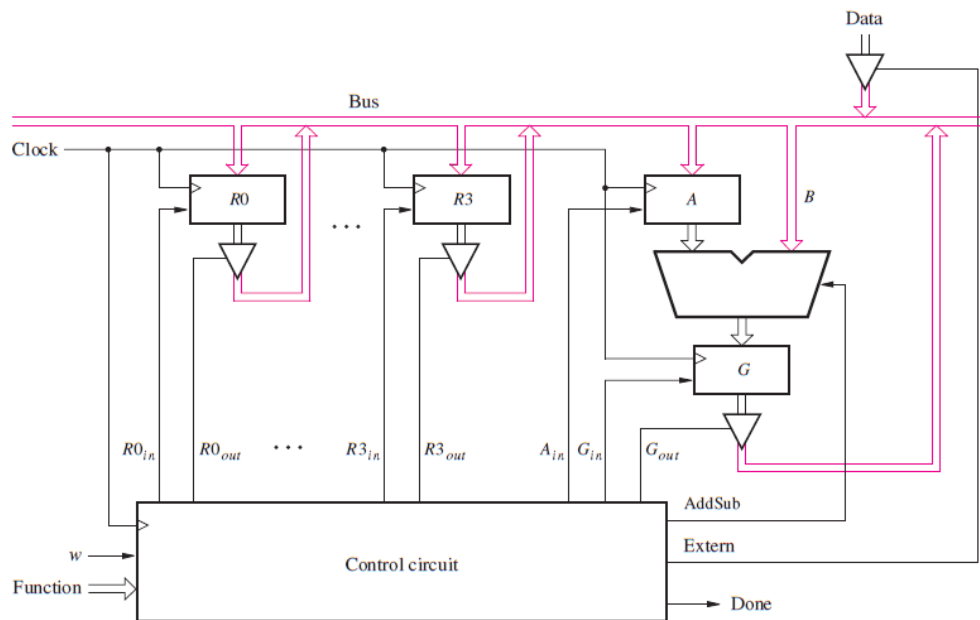 Data
Bus
Clock
R0
R3
A
B
. . .
G
R0in
R0out
. . .
R3in
R3out
Ain
Gin
Gout
AddSub
w
Extern
Control circuit
Function
Done